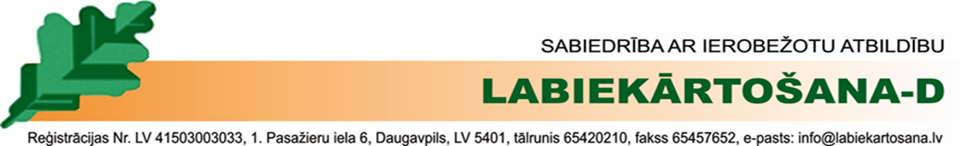 SABIEDRĪBA AR IEROBEŽOTU ATBILDĪBU
LABIEKĀRTOŠANA-D
Reģistrācijas Nr. LV 41503003033, 1. Pasažieru iela 6, Daugavpils, LV 5401, tālrunis 65420210, fakss 65457652, e-pasts: info@labiekartosana.lv